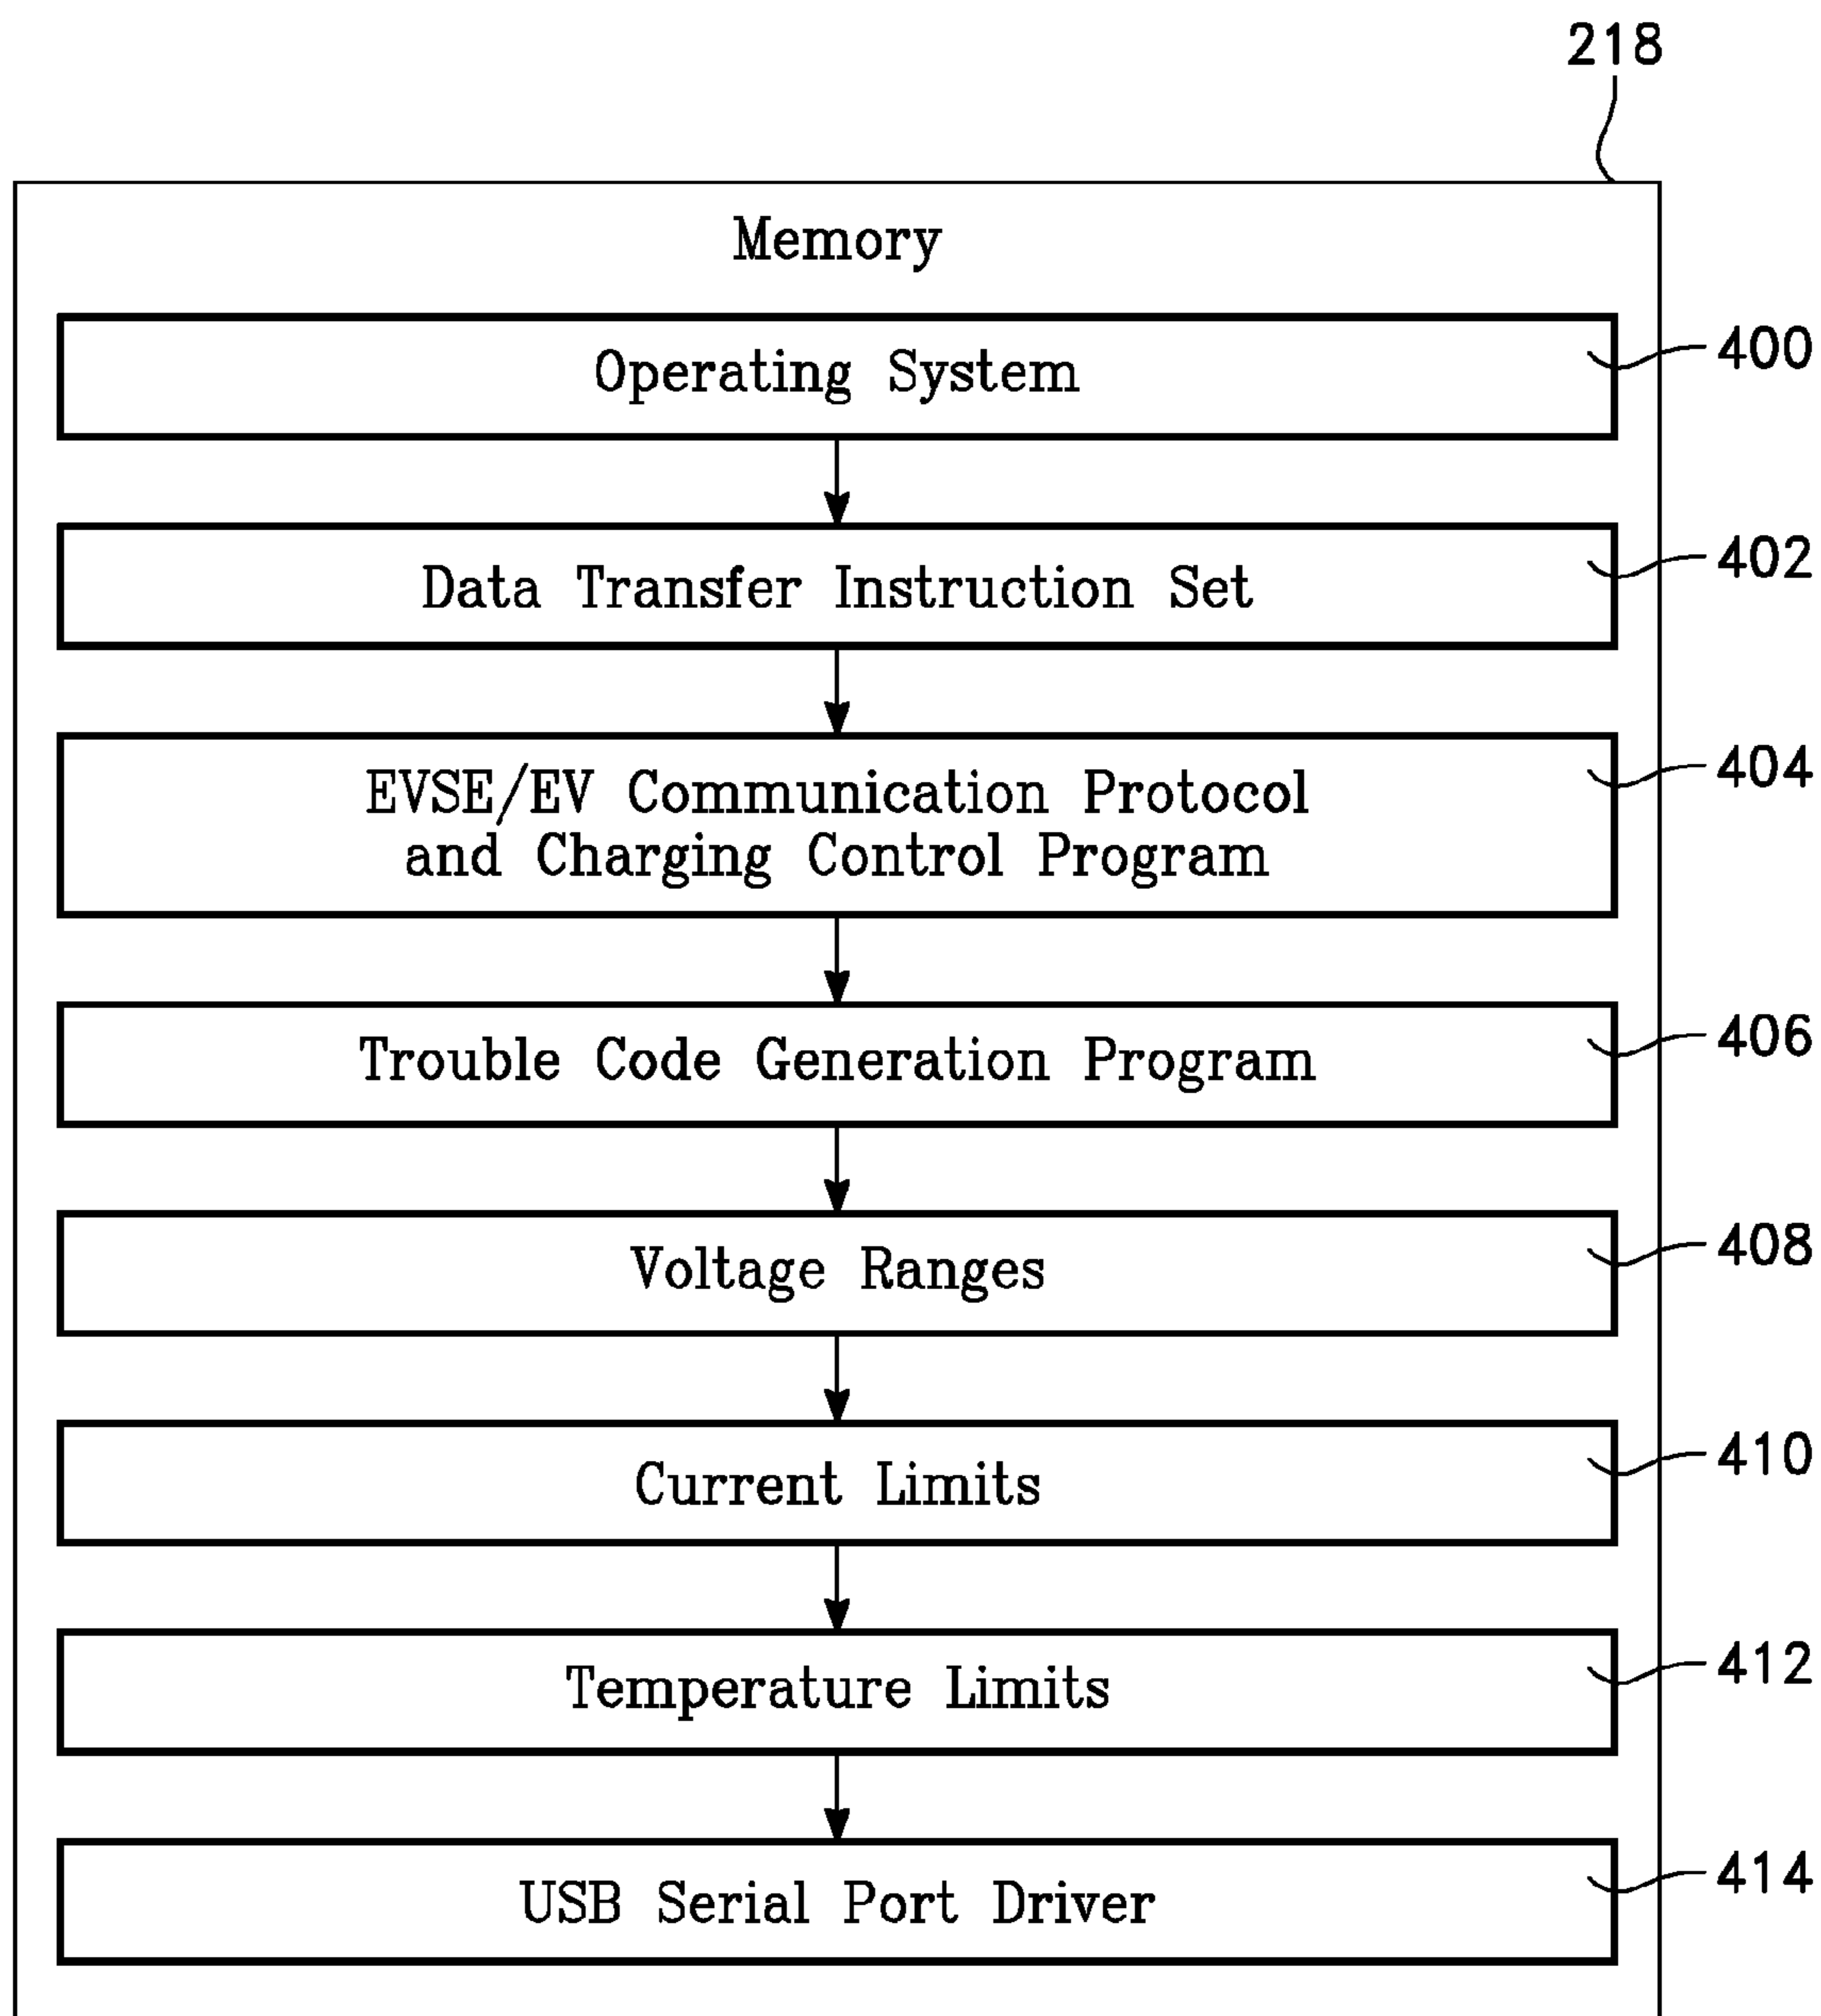 218
Memory
Operating System
400
Data Transfer Instruction Set
402
EVSE/EV Communication Protocol
and Charging Control Program
404
Trouble Code Generation Program
406
Voltage Ranges
408
Current Limits
410
Temperature Limits
412
USB Serial Port Driver
414